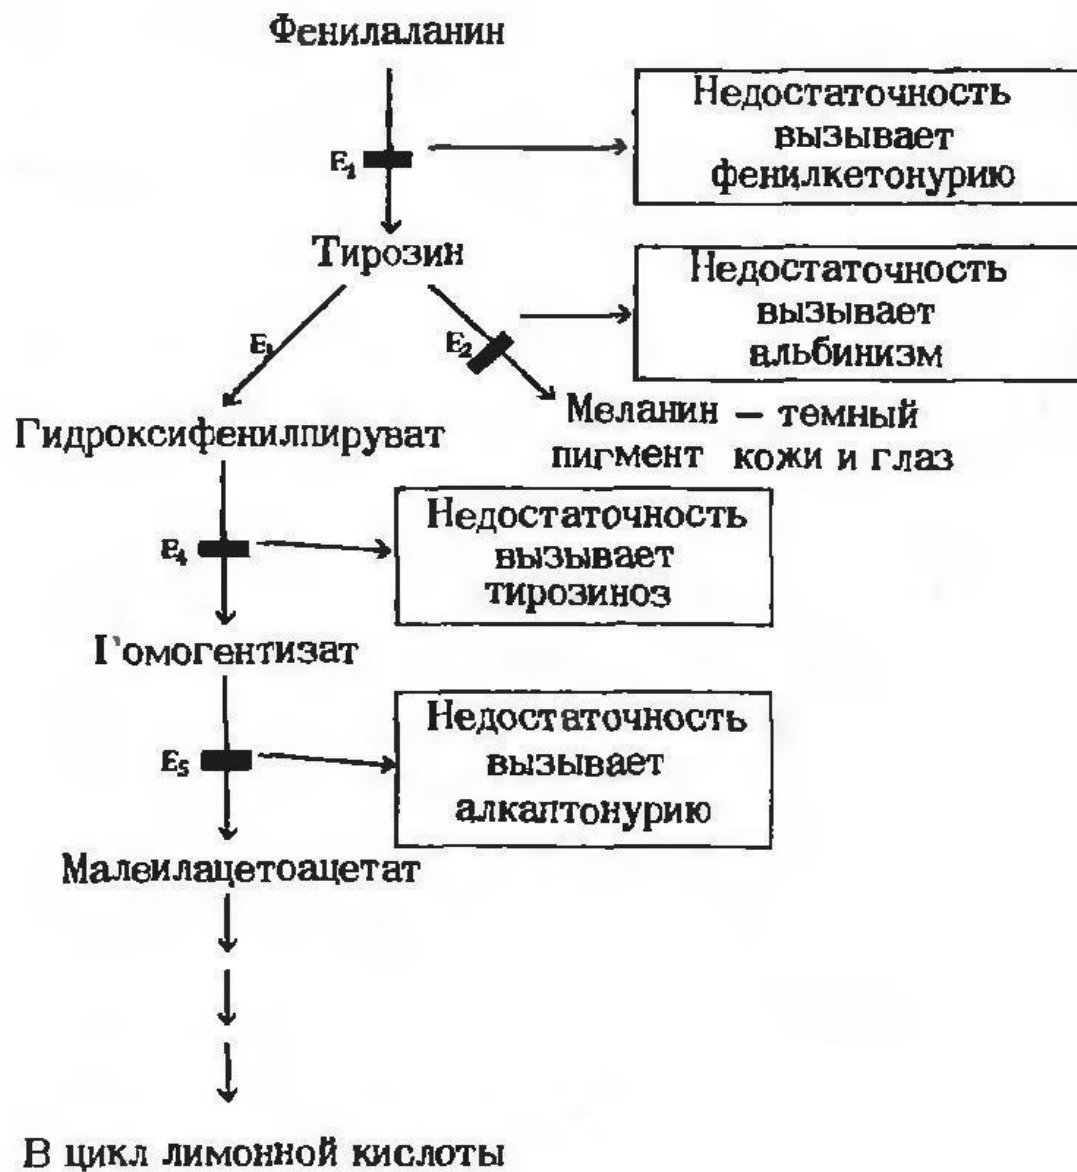 Фенилаланин
Недостаточность
вызывает
фенилкетонурию
E₁
Тирозин
Недостаточность
вызывает
альбинизм
E₃
E₂
Гидроксифенилпируват
Меланин – темный
пигмент кожи и глаз
E₄
Недостаточность
вызывает
тирозиноз
Гомогентизат
E₅
Недостаточность
вызывает
алкаптонурию
Малеилацетоацетат
В цикл лимонной кислоты